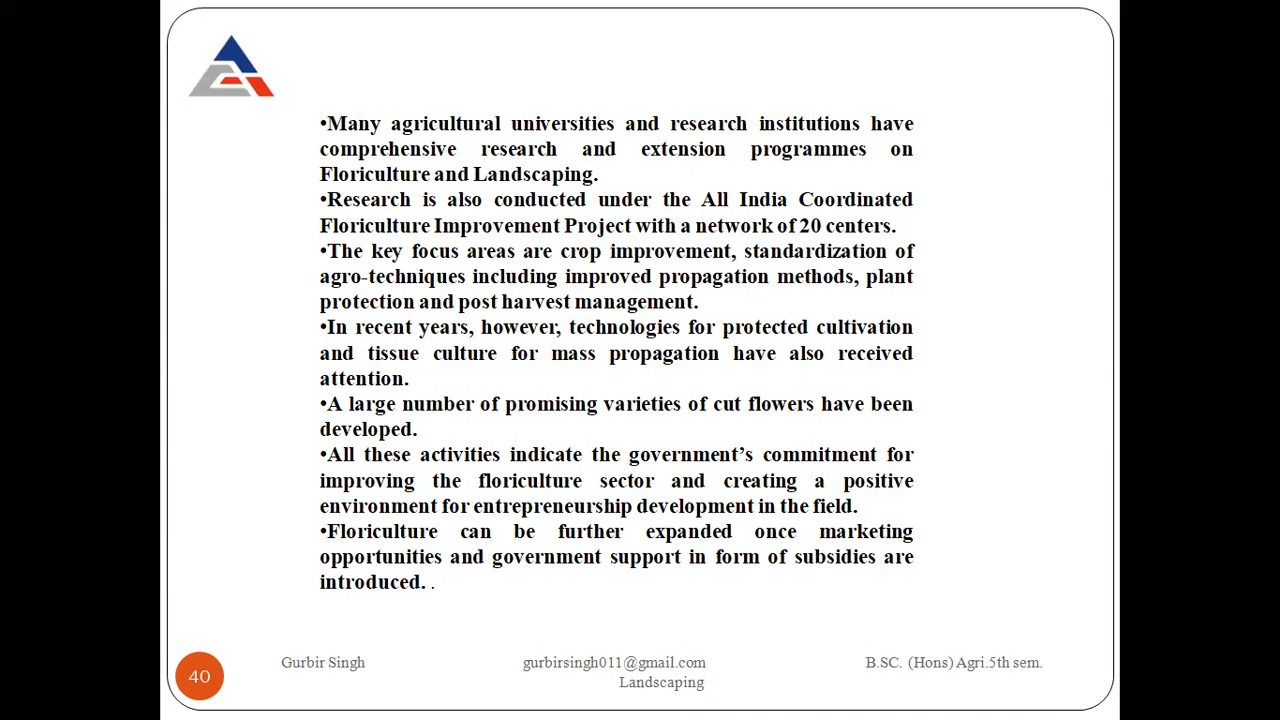 •Many agricultural universities and research institutions have
comprehensive research and extension programmes on
Floriculture and Landscaping.
•Research is also conducted under the All India Coordinated
Floriculture Improvement Project with a network of 20 centers.
•The key focus areas are crop improvement, standardization of
agro-techniques including improved propagation methods, plant
protection and post harvest management.
•In recent years, however, technologies for protected cultivation
and tissue culture for mass propagation have also received
attention.
•A large number of promising varieties of cut flowers have been
developed.
•All these activities indicate the government’s commitment for
improving the floriculture sector and creating a positive
environment for entrepreneurship development in the field.
•Floriculture can be further expanded once marketing
opportunities and government support in form of subsidies are
introduced. .
40
Gurbir Singh
gurbirsingh011@gmail.com
Landscaping
B.SC. (Hons) Agri.5th sem.